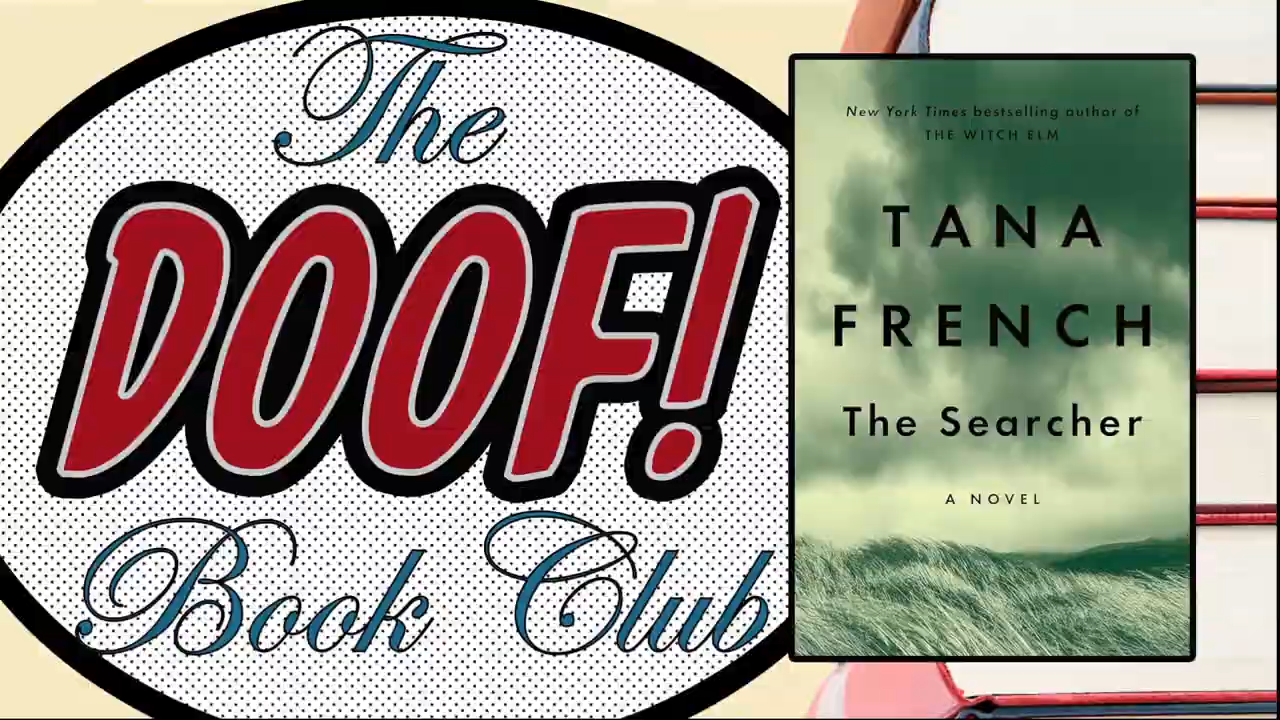 The
DOOF!
Book Club
New York Times bestselling author of
THE WITCH ELM
TANA
FRENCH
The Searcher
A NOVEL